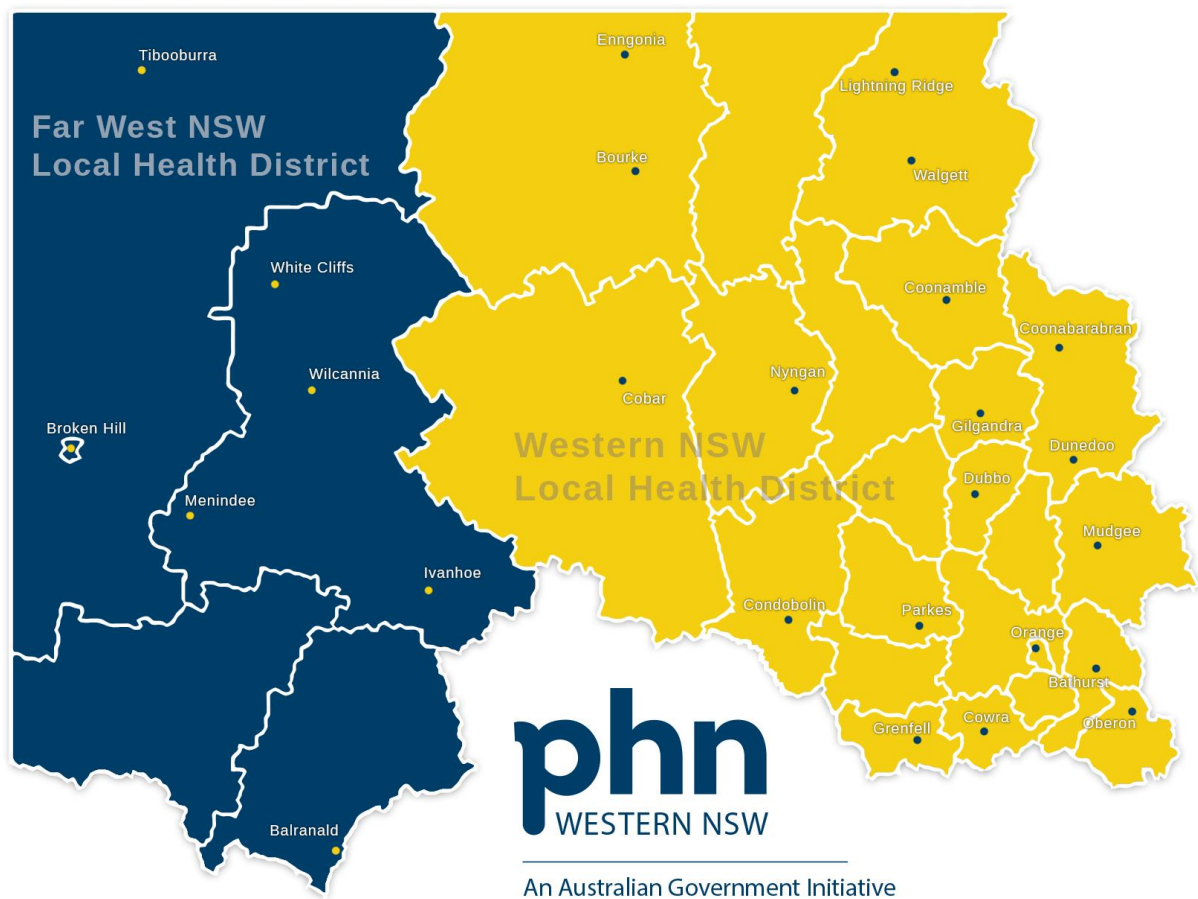 Enngonia
Tibooburra
Lightning Ridge
Far West NSW
Local Health District
Bourke
Walgett
White Cliffs
Coonamble
Coonabarabran
Wilcannia
Nyngan
Cobar
Broken Hill
Gilgandra
Western NSW
Local Health District
Dunedoo
Dubbo
Menindee
Mudgee
Ivanhoe
Condobolin
Parkes
Orange
Bathurst
Cowra
Oberon
Grenfell
phn
WESTERN NSW
Balranald
An Australian Government Initiative